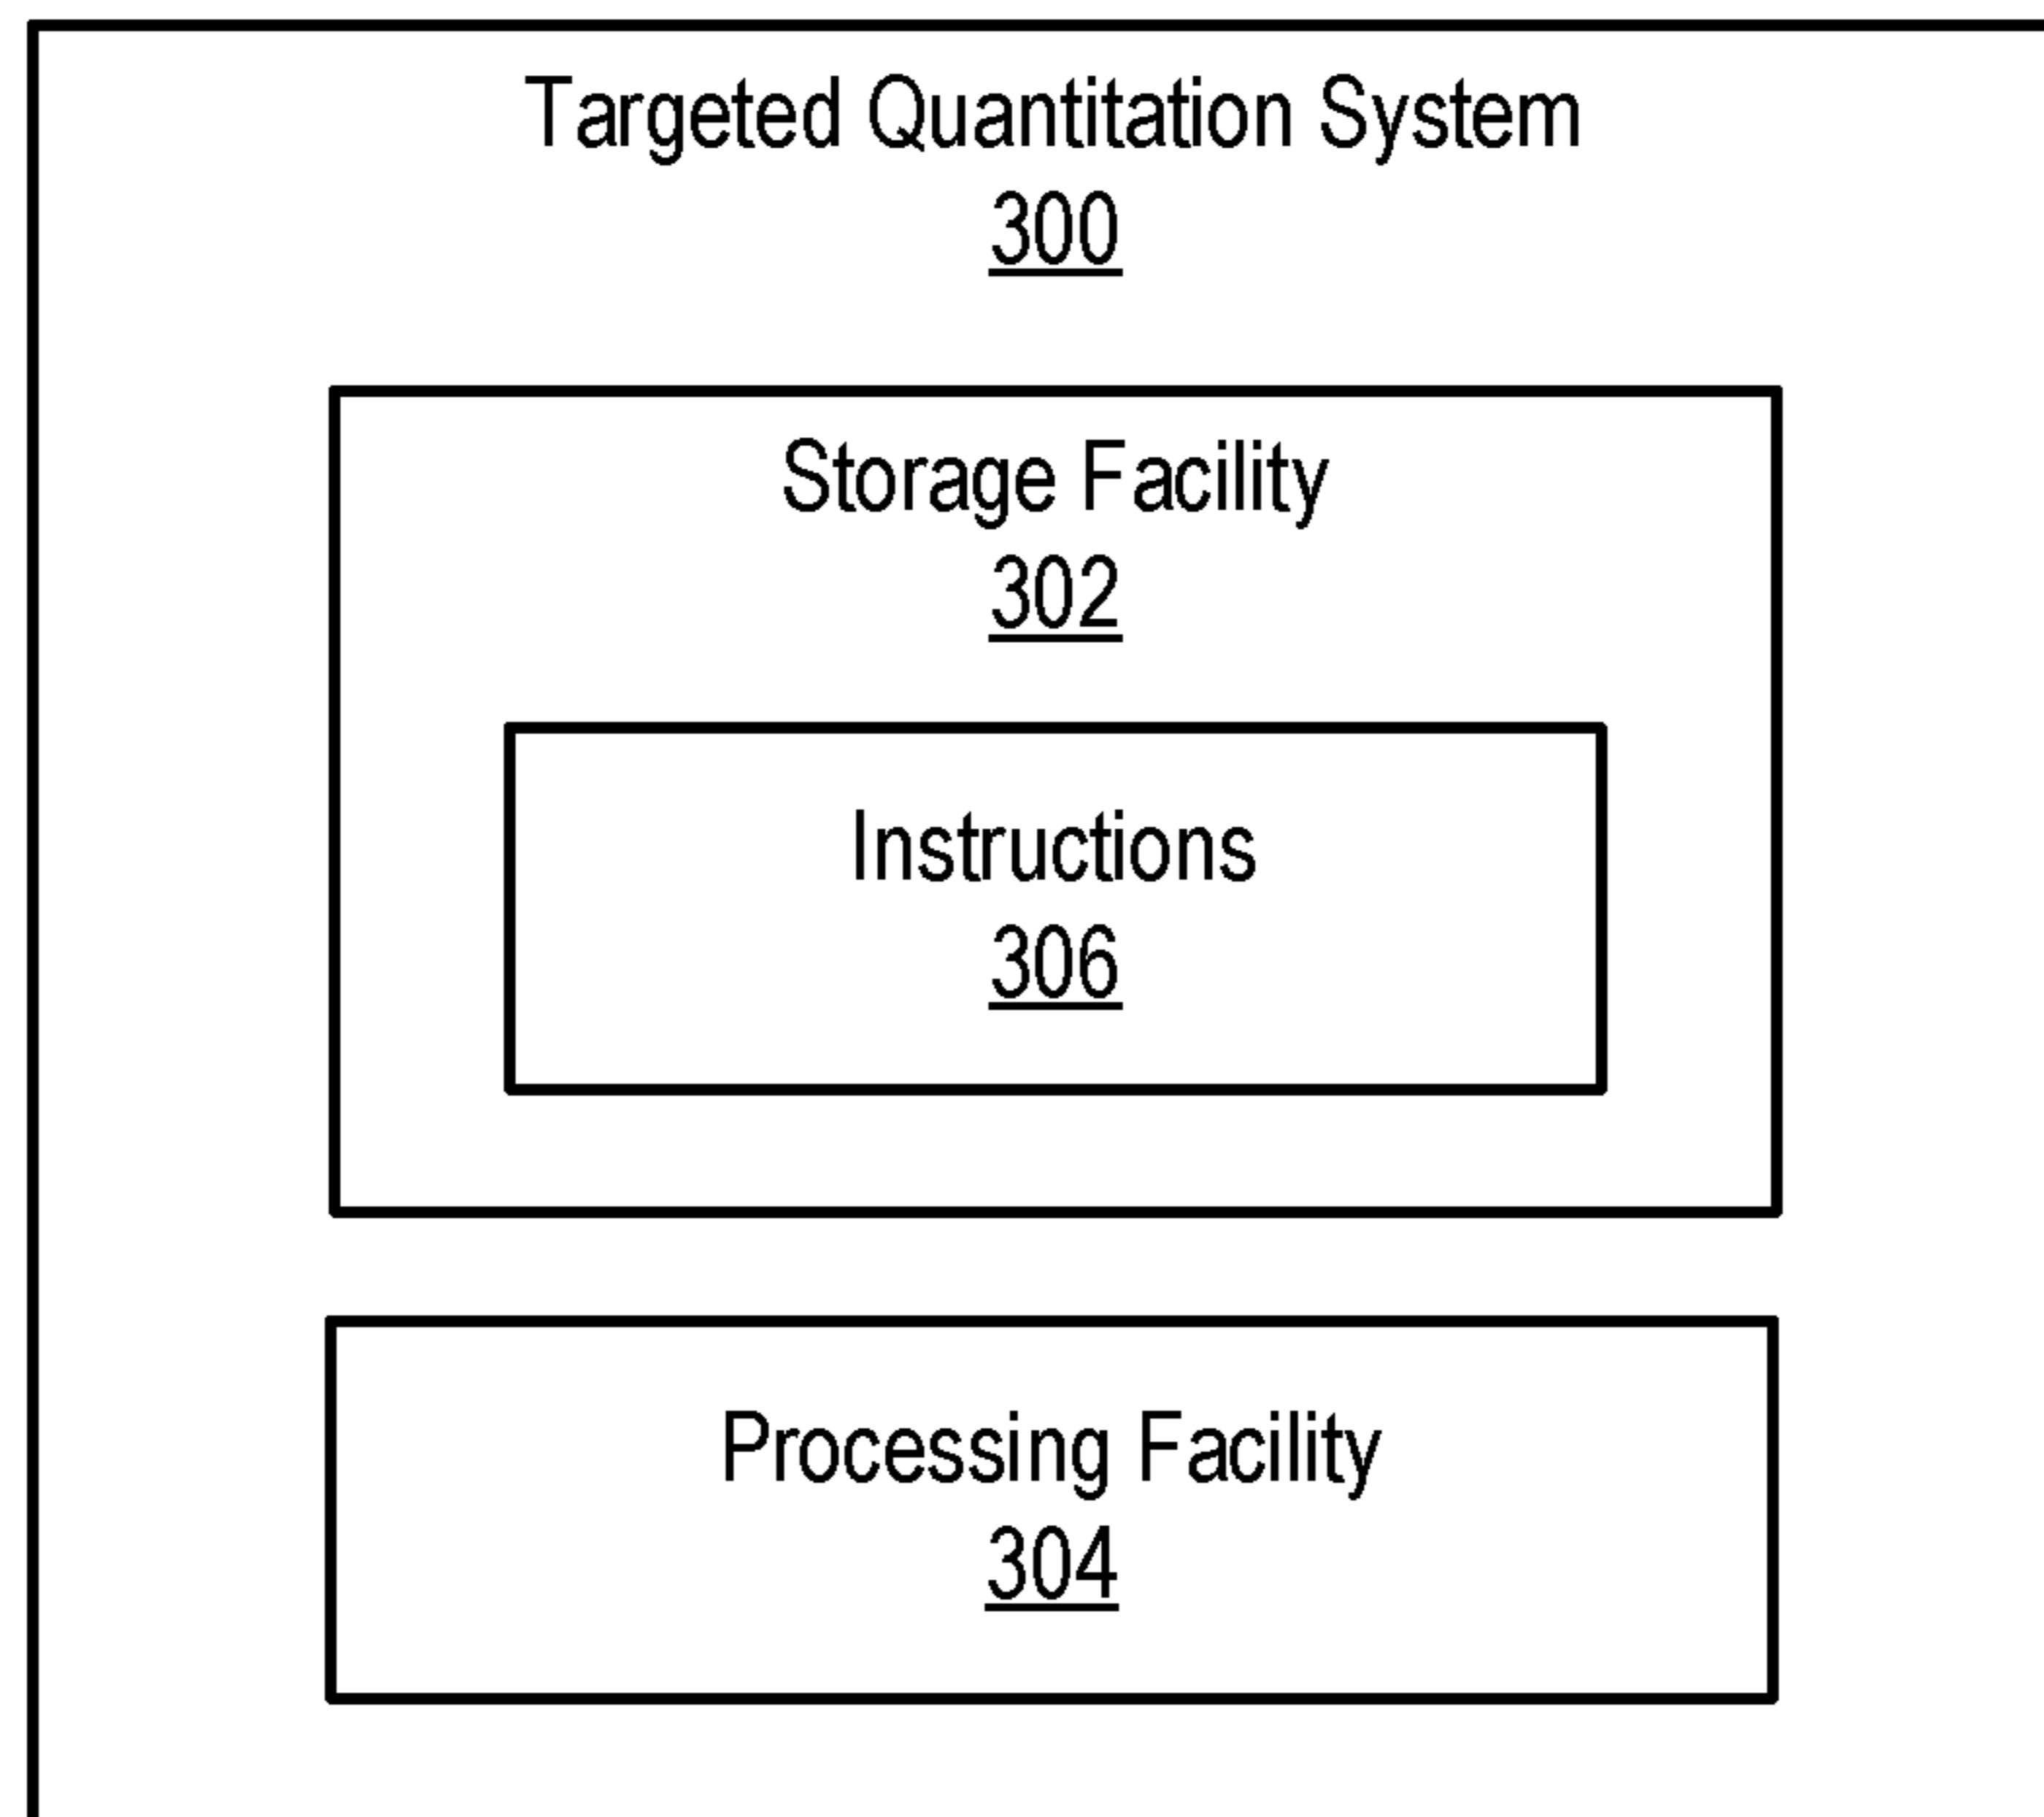 Targeted Quantitation System
300
Storage Facility
302
Instructions
306
Processing Facility
304